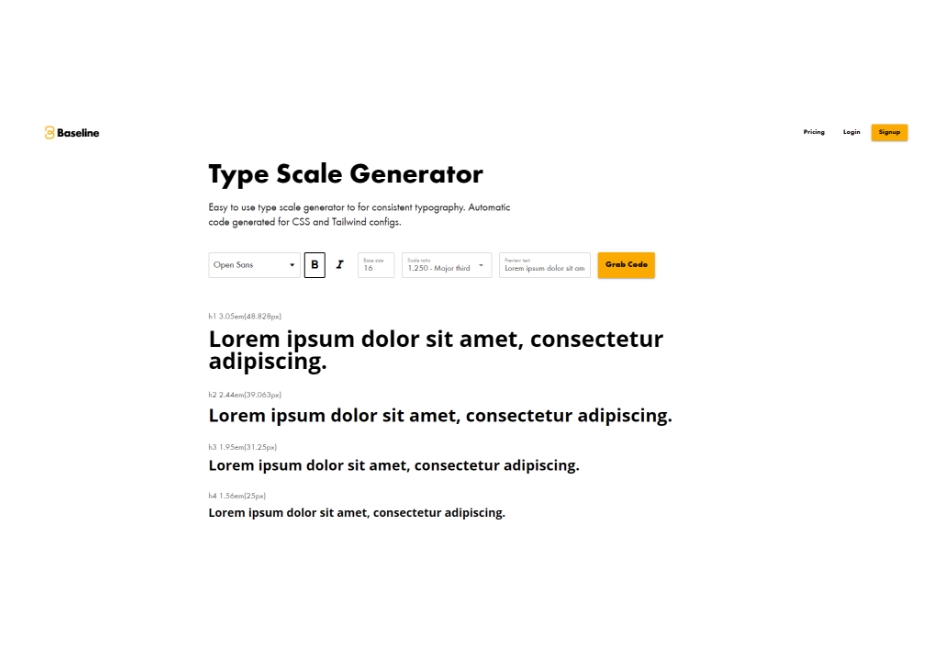 Baseline
Pricing Login Signup
Type Scale Generator
Easy to use type scale generator to for consistent typography. Automatic
code generated for CSS and Tailwind configs.
Open Sans B I Base size 16 Scale ratio 1.250 - Major third Preview text Lorem ipsum dolor sit am Grab Code
h1 3.05em(48.828px)
Lorem ipsum dolor sit amet, consectetur
adipiscing.
h2 2.44em(39.063px)
Lorem ipsum dolor sit amet, consectetur adipiscing.
h3 1.95em(31.25px)
Lorem ipsum dolor sit amet, consectetur adipiscing.
h4 1.56em(25px)
Lorem ipsum dolor sit amet, consectetur adipiscing.